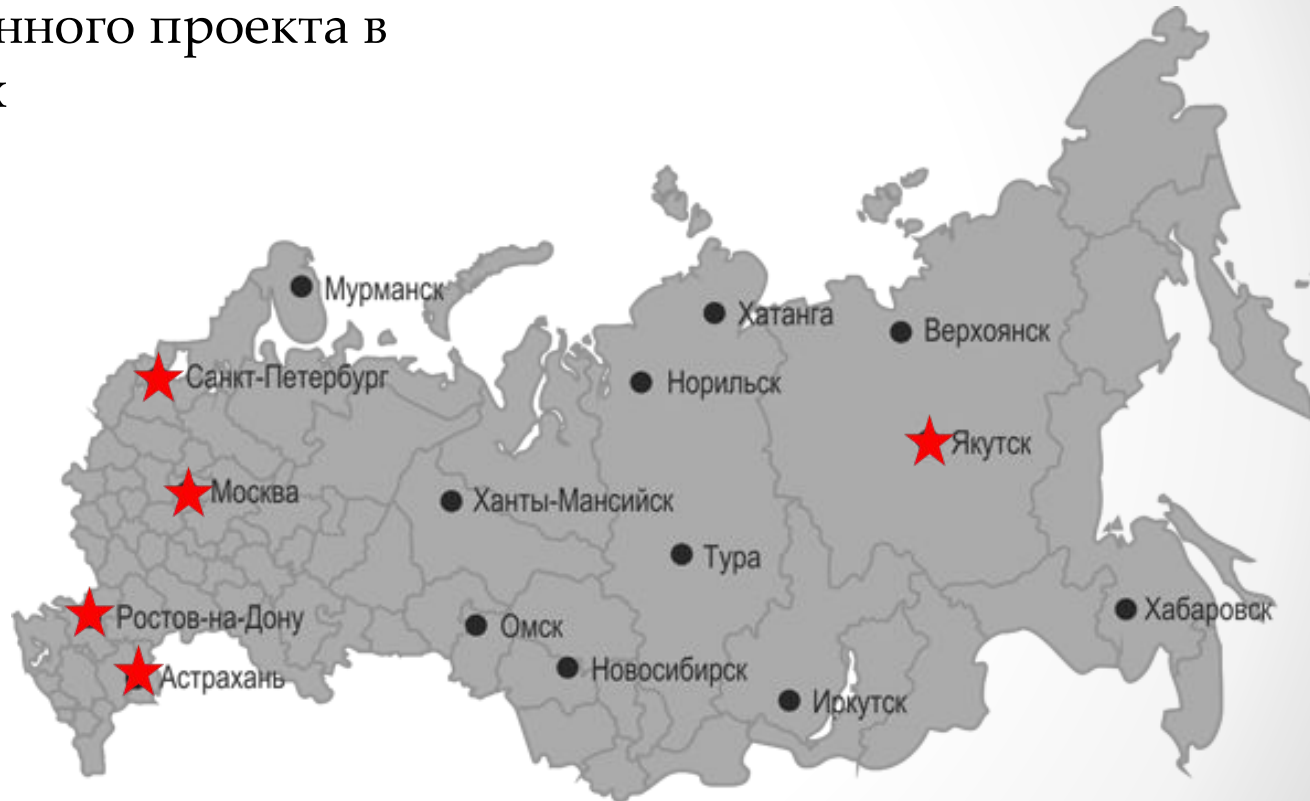 нного проекта в
к
Мурманск
Хатанга
Верхоянск
Санкт-Петербург
Норильск
Якутск
Москва
Ханты-Мансийск
Тура
Хабаровск
Ростов-на-Дону
Омск
Новосибирск
Астрахань
Иркутск